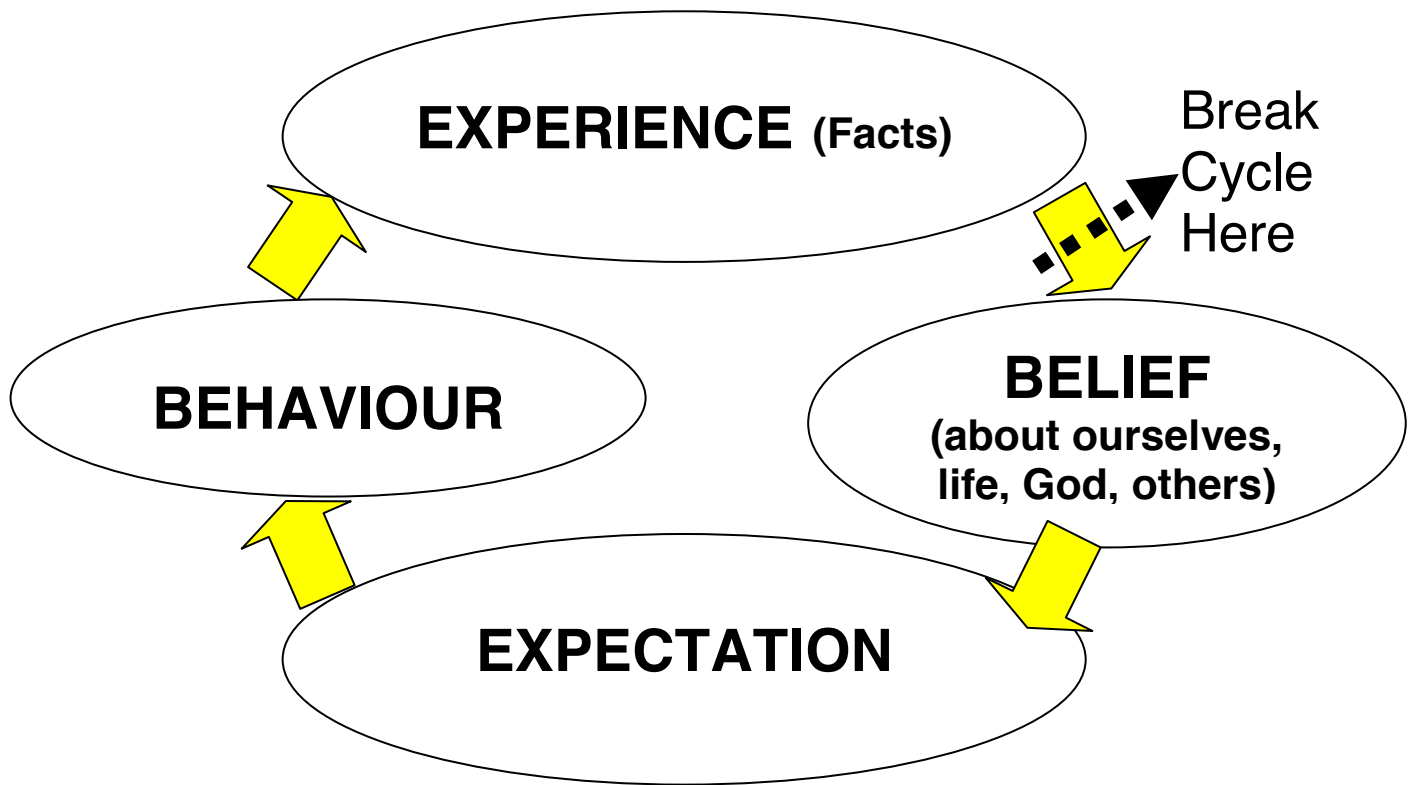 EXPERIENCE (Facts)
Break
Cycle
Here
BEHAVIOUR
BELIEF
(about ourselves,
life, God, others)
EXPECTATION